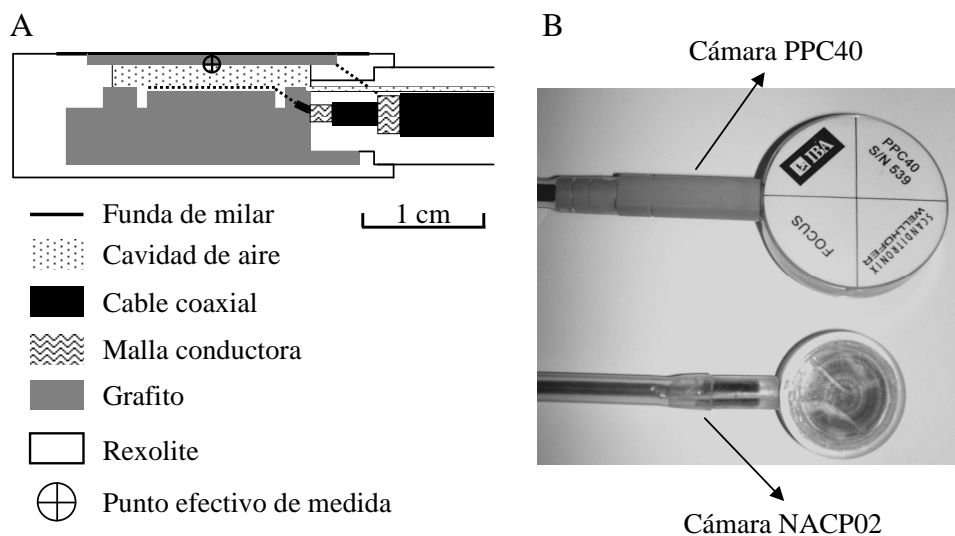 A
1 cm
Funda de milar
Cavidad de aire
Cable coaxial
Malla conductora
Grafito
Rexolite
Punto efectivo de medida
B
Cámara PPC40
IBA
PPC40
S/N 539
FOCUS
SCANDITRONIX
WELLHOFER
Cámara NACP02